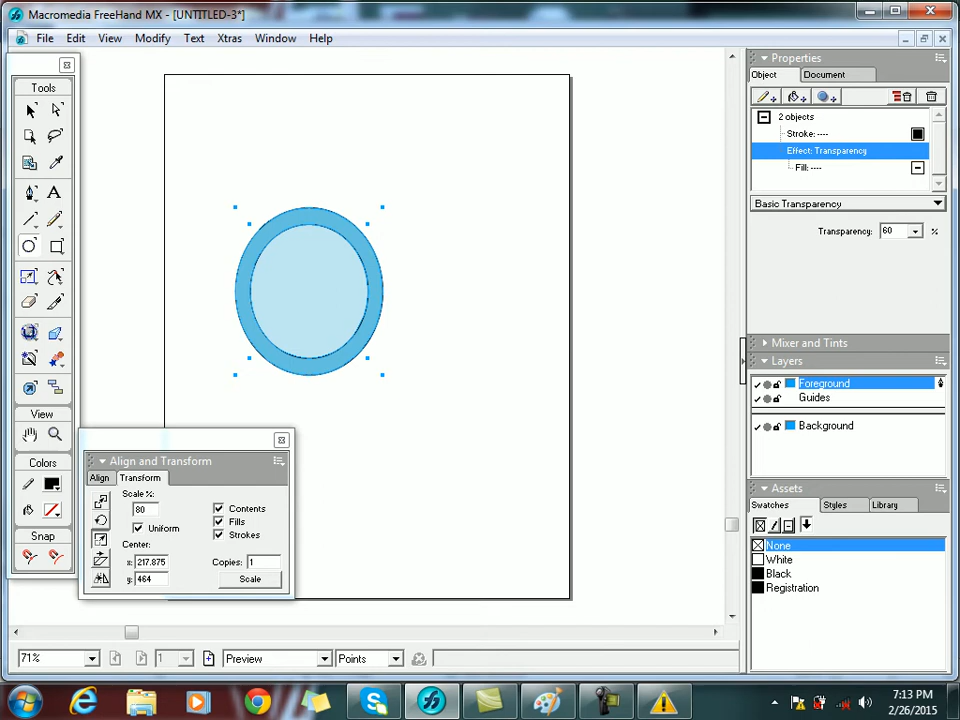 Macromedia FreeHand MX - [UNTITLED-3*]
File Edit View Modify Text Xtras Window Help
Tools
View
Colors
Snap
A
Align and Transform
Align Transform
Scale %:
80
Uniform
Center:
x: 217.875
y: 464
Contents
Fills
Strokes
Copies: 1
Scale
Properties
Object Document
2 objects
Stroke: ----
Effect: Transparency
Fill: ----
Basic Transparency
Transparency: 60 %
Mixer and Tints
Layers
Foreground
Guides
Background
Assets
Swatches Styles Library
None
White
Black
Registration
71% 1 Preview Points
7:13 PM
2/26/2015